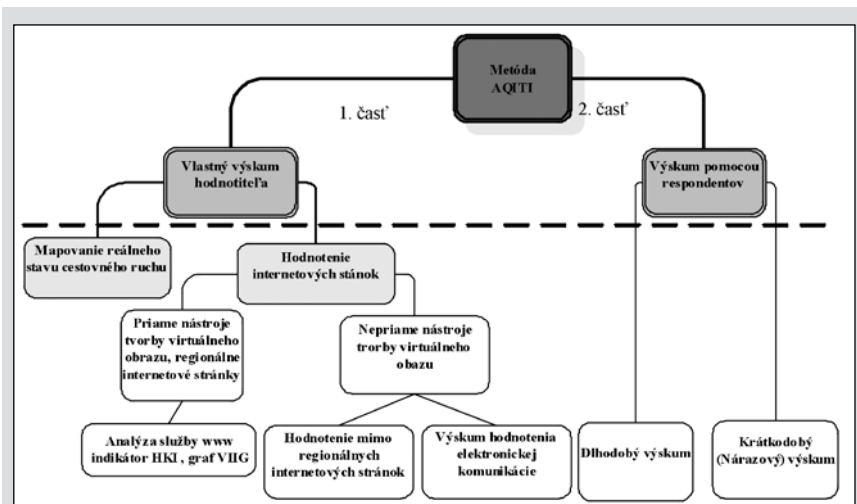 Metóda
AQITI
1. časť
2. časť
Vlastný výskum
hodnotiteľa
Výskum pomocou
respondentov
Mapovanie reálneho
stavu cestovného ruchu
Hodnotenie
internetových stánok
Priame nástroje
tvorby virtuálneho
obrazu, regionálne
internetové stránky
Nepriame nástroje
trorby virtuálneho
obazu
Analýza služby www
indikátor HKI , graf VIIG
Hodnotenie mimo
regionálnych
internetových stránok
Výskum hodnotenia
elektronickej
komunikácie
Dlhodobý výskum
Krátkodobý
(Nárazový) výskum